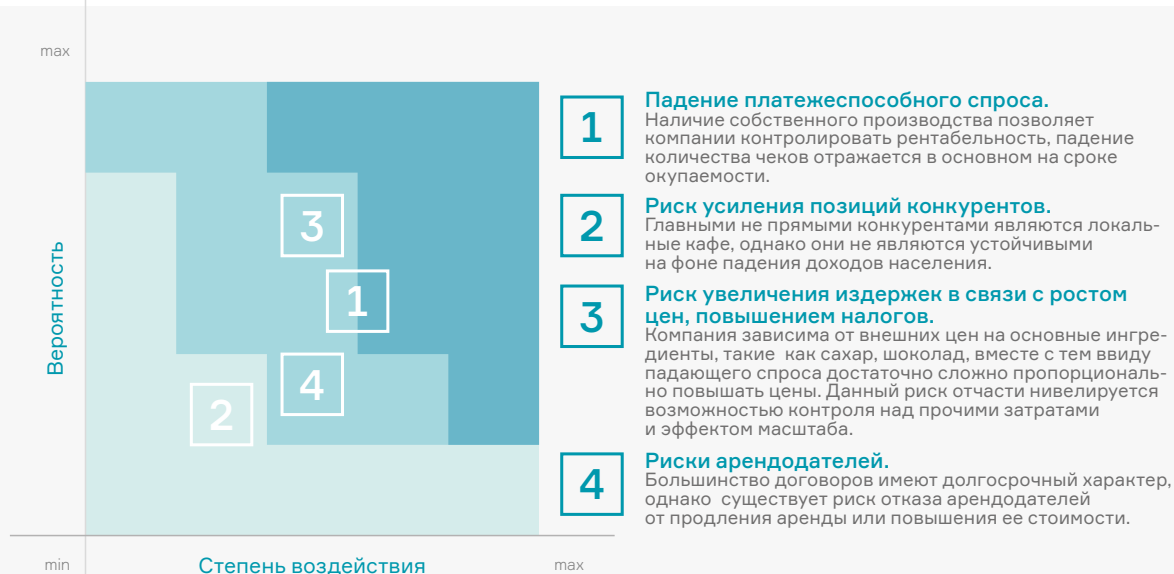 max
Вероятность
3
1
4
2
min
Степень воздействия
max
1
Падение платежеспособного спроса.
Наличие собственного производства позволяет
компании контролировать рентабельность, падение
количества чеков отражается в основном на сроке
окупаемости.
2
Риск усиления позиций конкурентов.
Главными не прямыми конкурентами являются локаль-
ные кафе, однако они не являются устойчивыми
на фоне падения доходов населения.
3
Риск увеличения издержек в связи с ростом
цен, повышением налогов.
Компания зависима от внешних цен на основные ингре-
диенты, такие  как сахар, шоколад, вместе с тем ввиду
падающего спроса достаточно сложно пропорциональ-
но повышать цены. Данный риск отчасти нивелируется
возможностью контроля над прочими затратами
и эффектом масштаба.
4
Риски арендодателей.
Большинство договоров имеют долгосрочный характер,
однако  существует риск отказа арендодателей
от продления аренды или повышения ее стоимости.